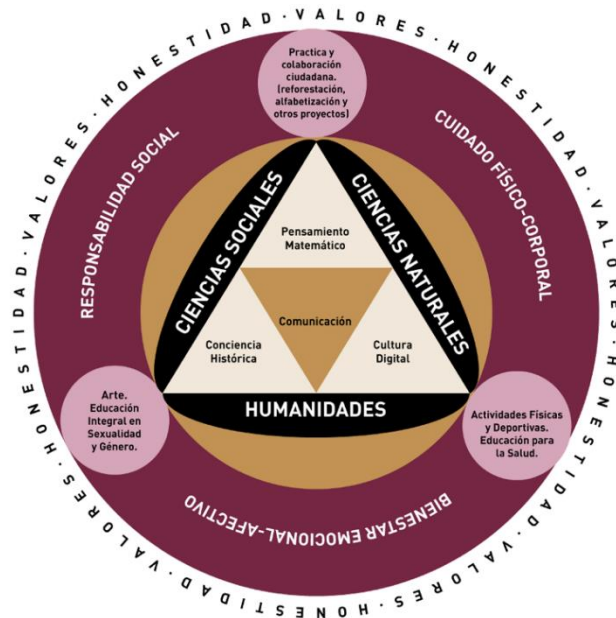 VALORES · HONESTIDAD · VALORES · HONESTIDAD · VALORES · HONESTIDAD · VALORES · HONESTIDAD · VALORES · HONESTIDAD ·
Practica y
colaboración
ciudadana.
(reforestación,
alfabetización y
otros proyectos)
RESPONSABILIDAD SOCIAL
CUIDADO FÍSICO-CORPORAL
CIENCIAS SOCIALES
CIENCIAS NATURALES
Pensamiento
Matemático
Comunicación
Conciencia
Histórica
Cultura
Digital
HUMANIDADES
Arte.
Educación
Integral en
Sexualidad
y Género.
Actividades Físicas
y Deportivas.
Educación para
la Salud.
BIENESTAR EMOCIONAL-AFECTIVO